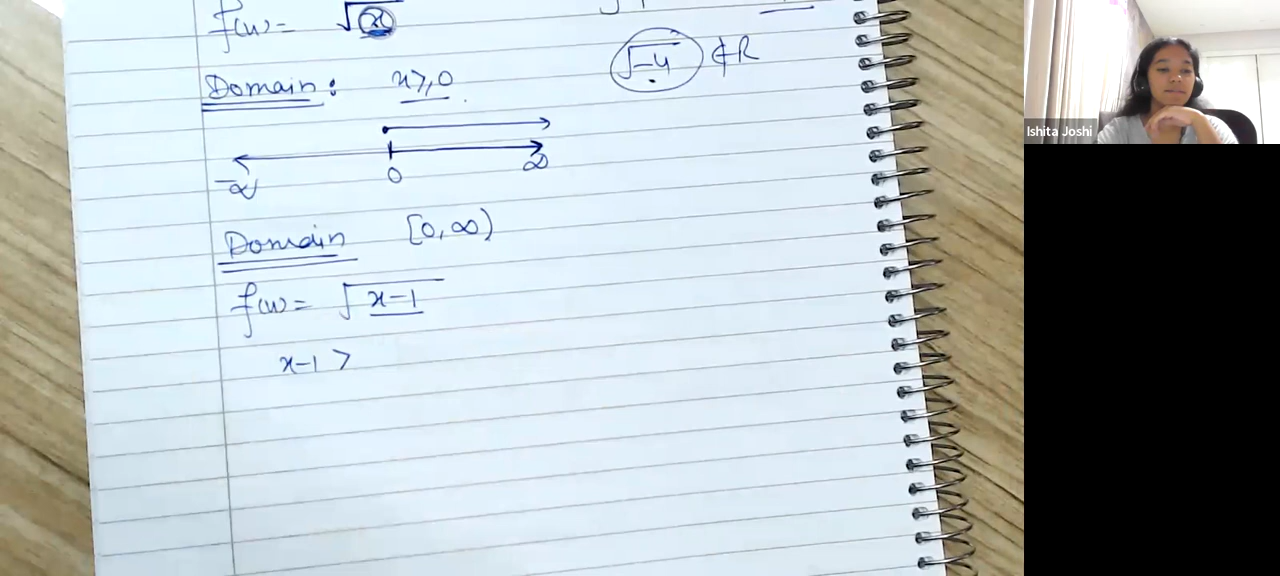 f(x) = √x
√-4 ∉ R
Domain : x ≥ 0
-∞ 0 ∞
Domain [0, ∞)
f(x) = √x-1
x-1 >
Ishita Joshi